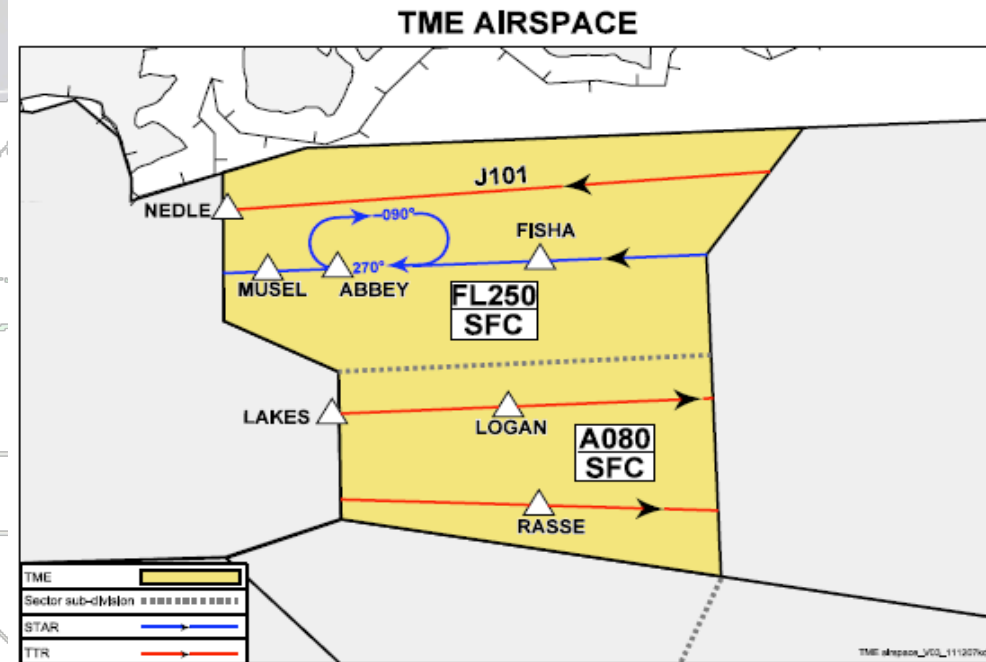 TME AIRSPACE
J101
NEDLE
090°
FISHA
270°
MUSEL
ABBEY
FL250
SFC
LAKES
LOGAN
A080
SFC
RASSE
TME
Sector sub-division
STAR
TTR